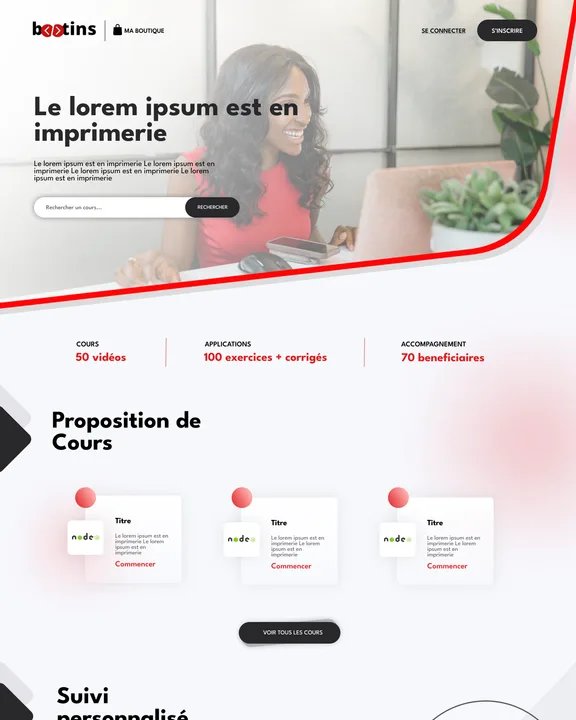 bootins
MA BOUTIQUE
SE CONNECTER
S'INSCRIRE
Le lorem ipsum est en
imprimerie
Le lorem ipsum est en imprimerie Le lorem ipsum est en
imprimerie Le lorem ipsum est en imprimerie Le lorem
ipsum est en imprimerie
Rechercher un cours...
RECHERCHER
COURS
50 vidéos
APPLICATIONS
100 exercices + corrigés
ACCOMPAGNEMENT
70 beneficiaires
Proposition de
Cours
node
Titre
Le lorem ipsum est en
imprimerie Le lorem
ipsum est en
imprimerie
Commencer
node
Titre
Le lorem ipsum est en
imprimerie Le lorem
ipsum est en
imprimerie
Commencer
node
Titre
Le lorem ipsum est en
imprimerie Le lorem
ipsum est en
imprimerie
Commencer
VOIR TOUS LES COURS
Suivi
personnalisé